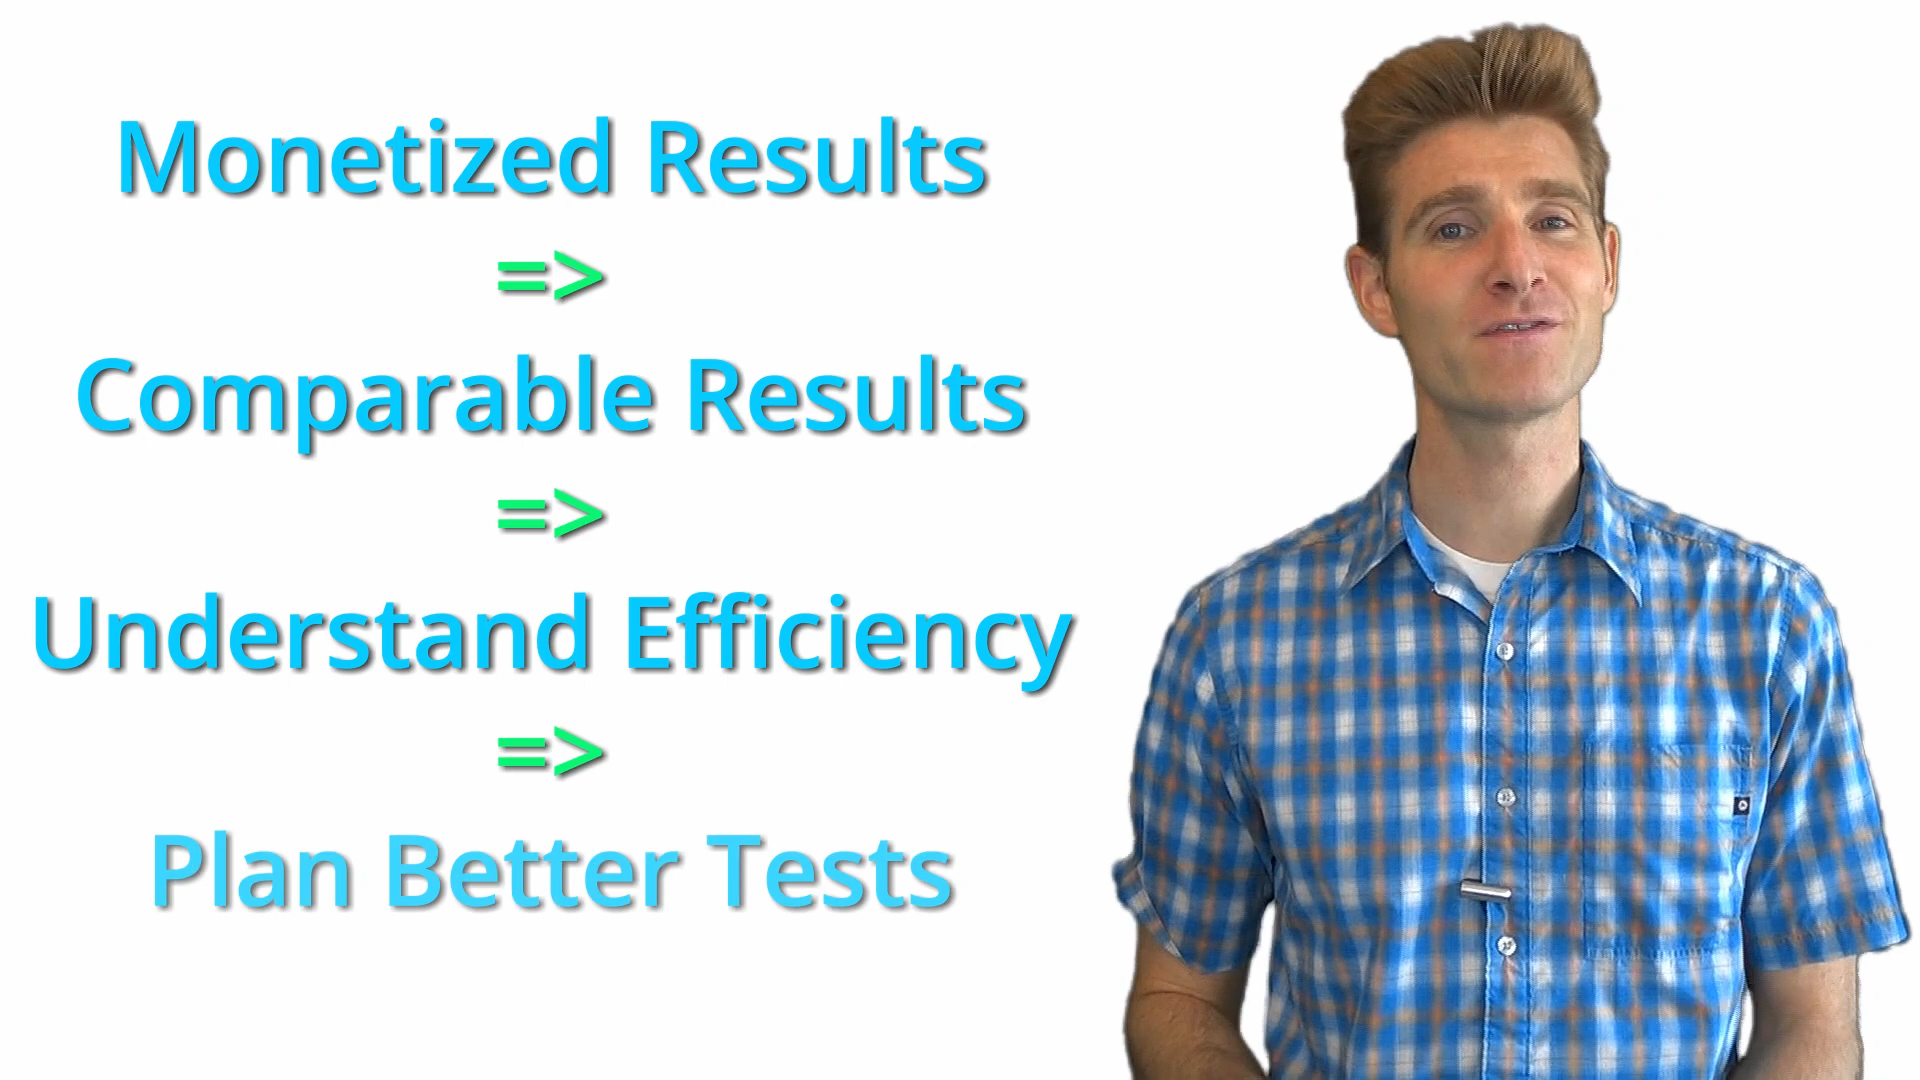 Monetized Results
=>
Comparable Results
=>
Understand Efficiency
=>
Plan Better Tests